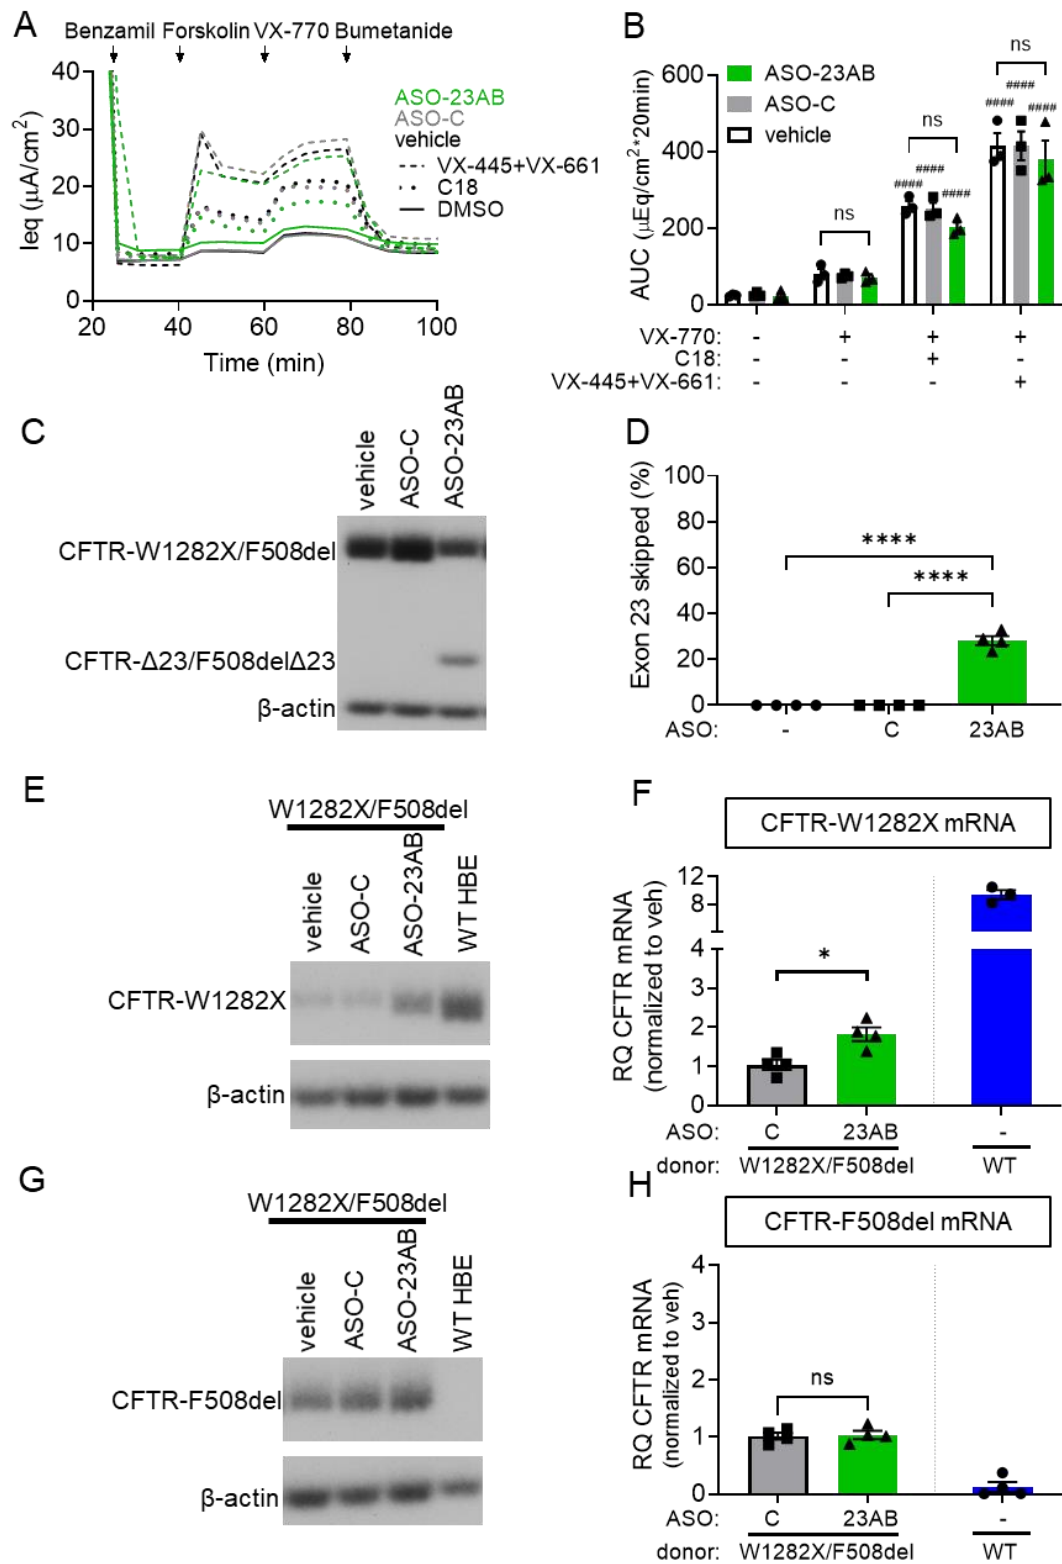 A
Benzamil Forskolin VX-770 Bumetanide
40
30
20
10
0
Ieq (µA/cm²)
20 40 60 80 100
Time (min)
ASO-23AB
ASO-C
vehicle
VX-445+VX-661
C18
DMSO
B
ns
ASO-23AB
ASO-C
vehicle
600
400
200
0
AUC (µEq/cm²*20min)
ns
ns
####
#### ####
####
#### ####
VX-770: - + + +
C18: - - + -
VX-445+VX-661: - - - +
C
vehicle
ASO-C
ASO-23AB
CFTR-W1282X/F508del
CFTR-Δ23/F508delΔ23
β-actin
D
100
80
60
40
20
0
Exon 23 skipped (%)
****
****
ASO: - C 23AB
E
W1282X/F508del
vehicle
ASO-C
ASO-23AB
WT HBE
CFTR-W1282X
β-actin
F
CFTR-W1282X mRNA
12
8
4
3
2
1
0
RQ CFTR mRNA
(normalized to veh)
*
ASO: C 23AB -
donor: W1282X/F508del WT
G
W1282X/F508del
vehicle
ASO-C
ASO-23AB
WT HBE
CFTR-F508del
β-actin
H
CFTR-F508del mRNA
4
3
2
1
0
RQ CFTR mRNA
(normalized to veh)
ns
ASO: C 23AB -
donor: W1282X/F508del WT